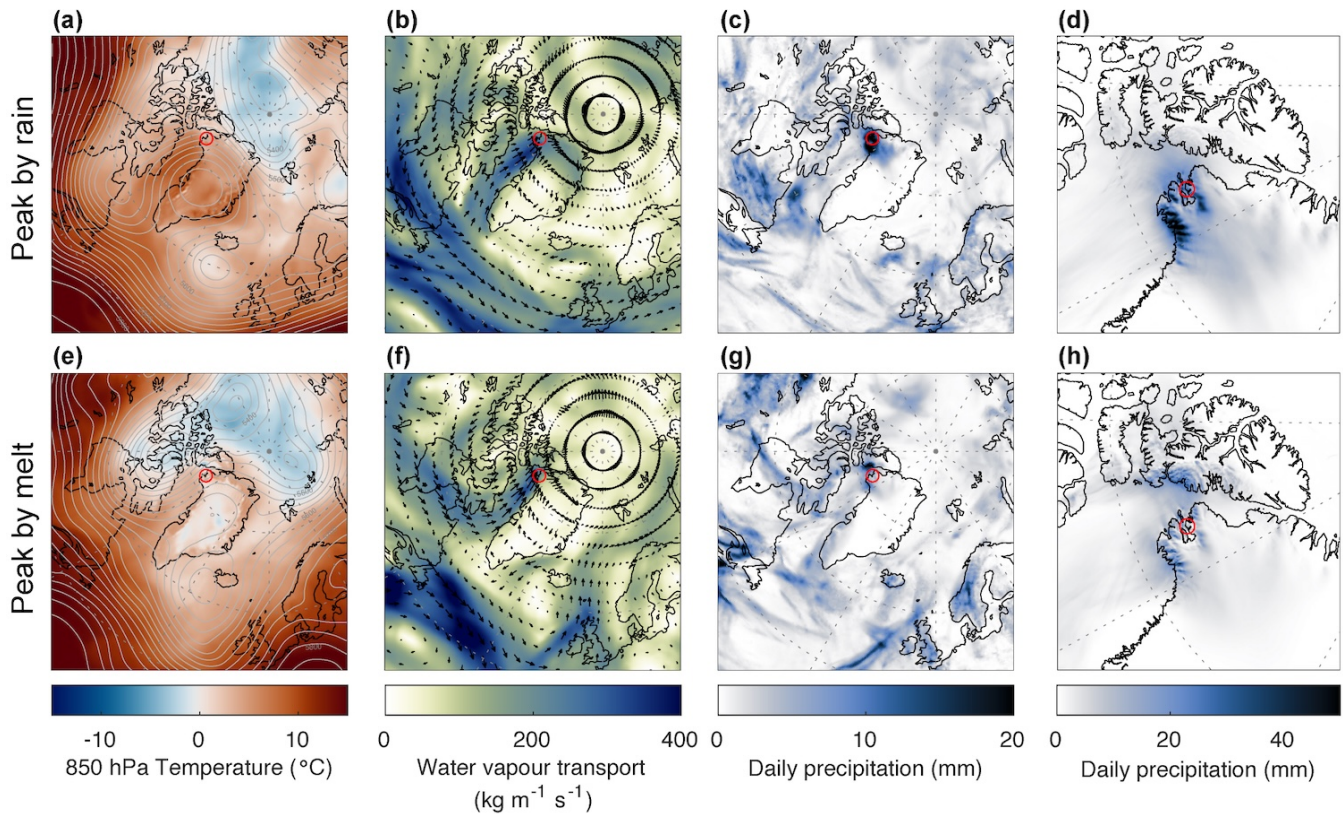 (a) (b) (c) (d)
Peak by rain
(e) (f) (g) (h)
Peak by melt
-10 0 10 0 200 400 0 10 20 0 20 40
850 hPa Temperature (°C) Water vapour transport Daily precipitation (mm) Daily precipitation (mm)
(kg m⁻¹ s⁻¹)